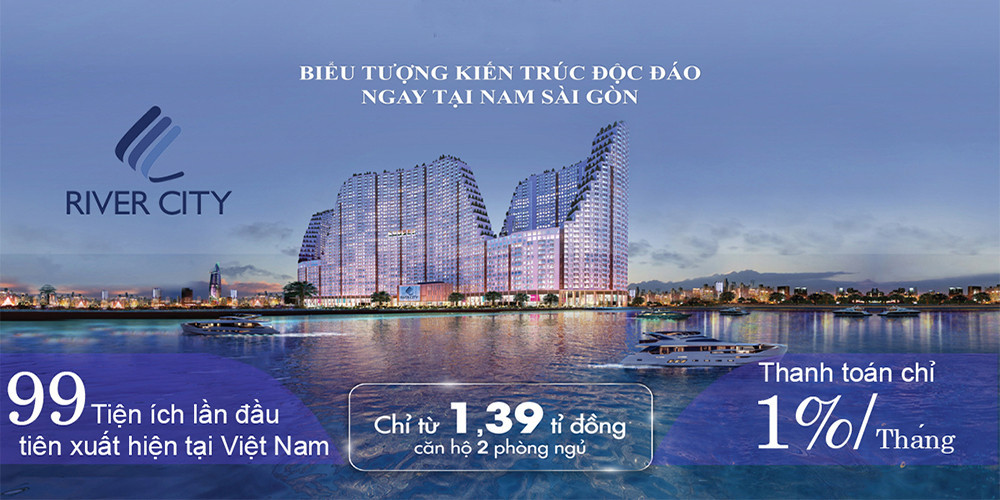 BIỂU TƯỢNG KIẾN TRÚC ĐỘC ĐÁO
NGAY TẠI NAM SÀI GÒN
RIVER CITY
99 Tiện ích lần đầu
tiên xuất hiện tại Việt Nam
Chỉ từ 1,39 tỉ đồng
căn hộ 2 phòng ngủ
Thanh toán chỉ
1%/Tháng